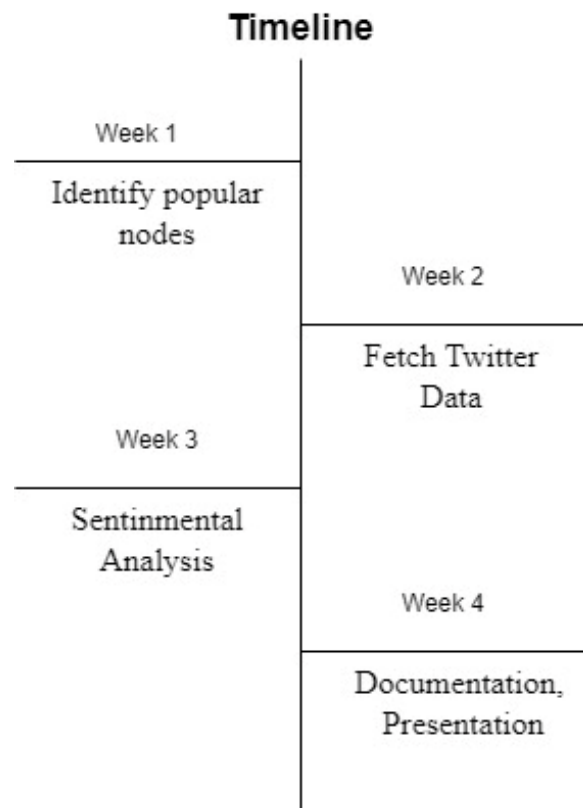 Timeline
Week 1
Identify popular
nodes
Week 2
Fetch Twitter
Data
Week 3
Sentinmental
Analysis
Week 4
Documentation,
Presentation